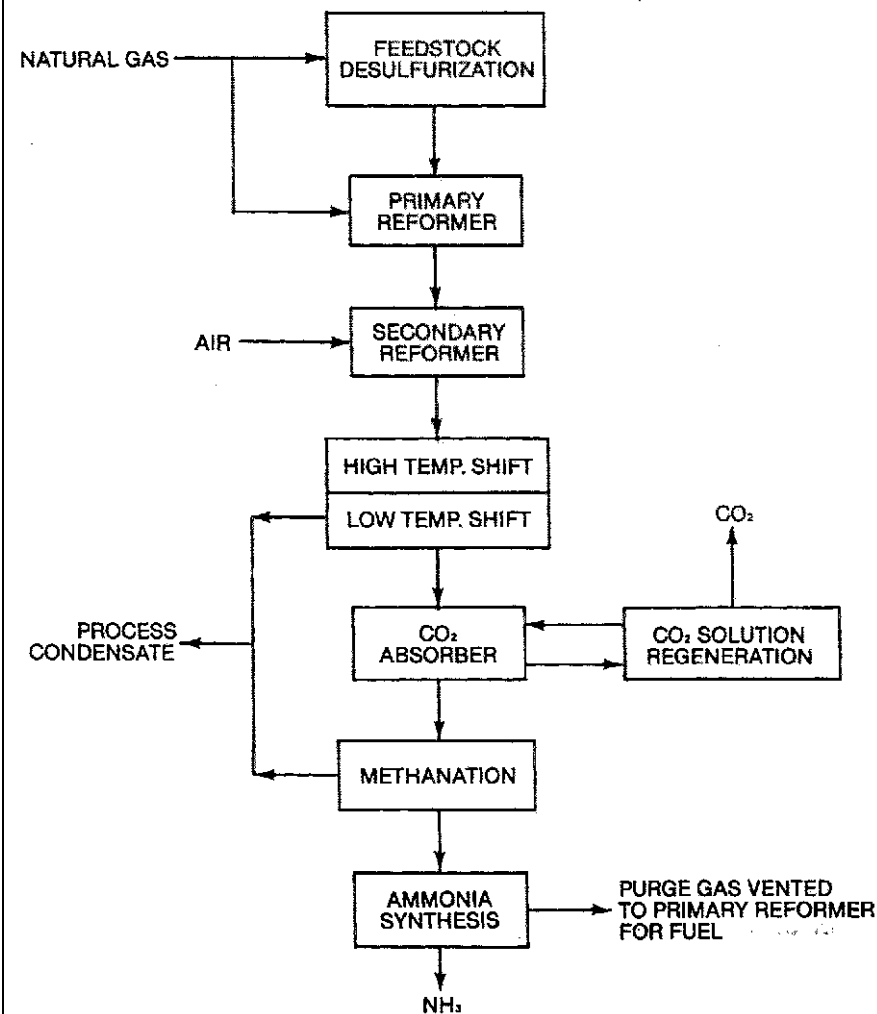 NATURAL GAS
FEEDSTOCK
DESULFURIZATION
PRIMARY
REFORMER
AIR
SECONDARY
REFORMER
HIGH TEMP. SHIFT
LOW TEMP. SHIFT
CO₂
PROCESS
CONDENSATE
CO₂
ABSORBER
CO₂ SOLUTION
REGENERATION
METHANATION
AMMONIA
SYNTHESIS
PURGE GAS VENTED
TO PRIMARY REFORMER
FOR FUEL
NH₃